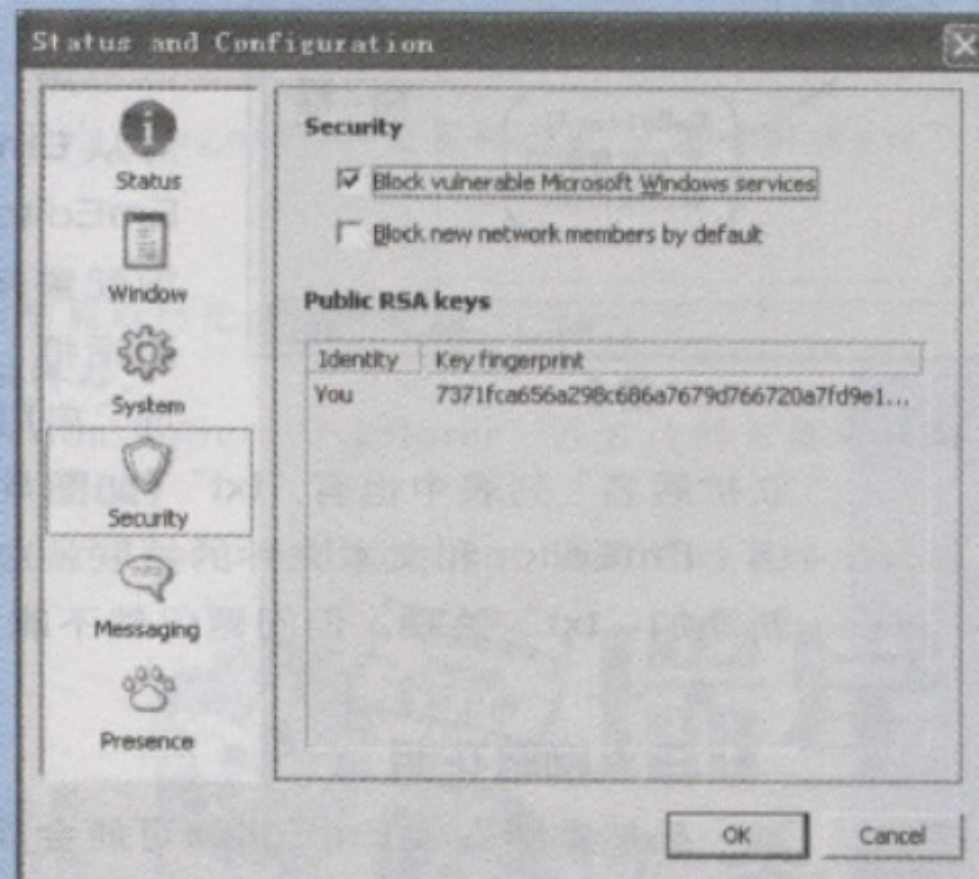 Status and Configuration
Status
Window
System
Security
Messaging
Presence
Security
Block vulnerable Microsoft Windows services
Block new network members by default
Public RSA keys
Identity
Key fingerprint
You
7371fca656a298c686a7679d766720a7fd9e1...
OK
Cancel